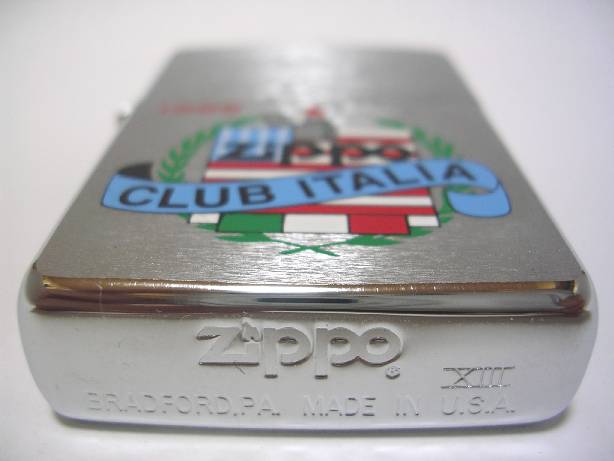 Zippo
CLUB ITALIA
Zippo®
XIII
BRADFORD,PA. MADE IN U.S.A.